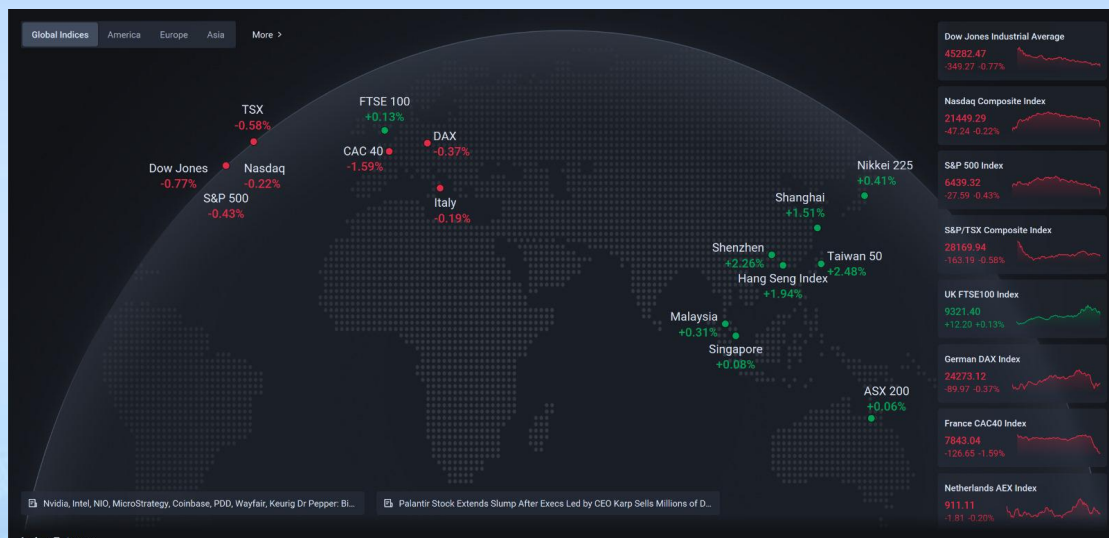 Global Indices America Europe Asia More >
TSX
-0.58%
Dow Jones
-0.77%
Nasdaq
-0.22%
S&P 500
-0.43%
FTSE 100
+0.13%
CAC 40
-1.59%
DAX
-0.37%
Italy
-0.19%
Nikkei 225
+0.41%
Shanghai
+1.51%
Shenzhen
+2.26%
Taiwan 50
+2.48%
Hang Seng Index
+1.94%
Malaysia
+0.31%
Singapore
+0.08%
ASX 200
+0.06%
Dow Jones Industrial Average
45282.47
-349.27 -0.77%
Nasdaq Composite Index
21449.29
-47.24 -0.22%
S&P 500 Index
6439.32
-27.59 -0.43%
S&P/TSX Composite Index
28169.94
-163.19 -0.58%
UK FTSE100 Index
9321.40
+12.20 +0.13%
German DAX Index
24273.12
-89.97 -0.37%
France CAC40 Index
7843.04
-126.65 -1.59%
Netherlands AEX Index
911.11
-1.81 -0.20%
Nvidia, Intel, NIO, MicroStrategy, Coinbase, PDD, Wayfair, Keurig Dr Pepper: Bi...
Palantir Stock Extends Slump After Execs Led by CEO Karp Sells Millions of D...